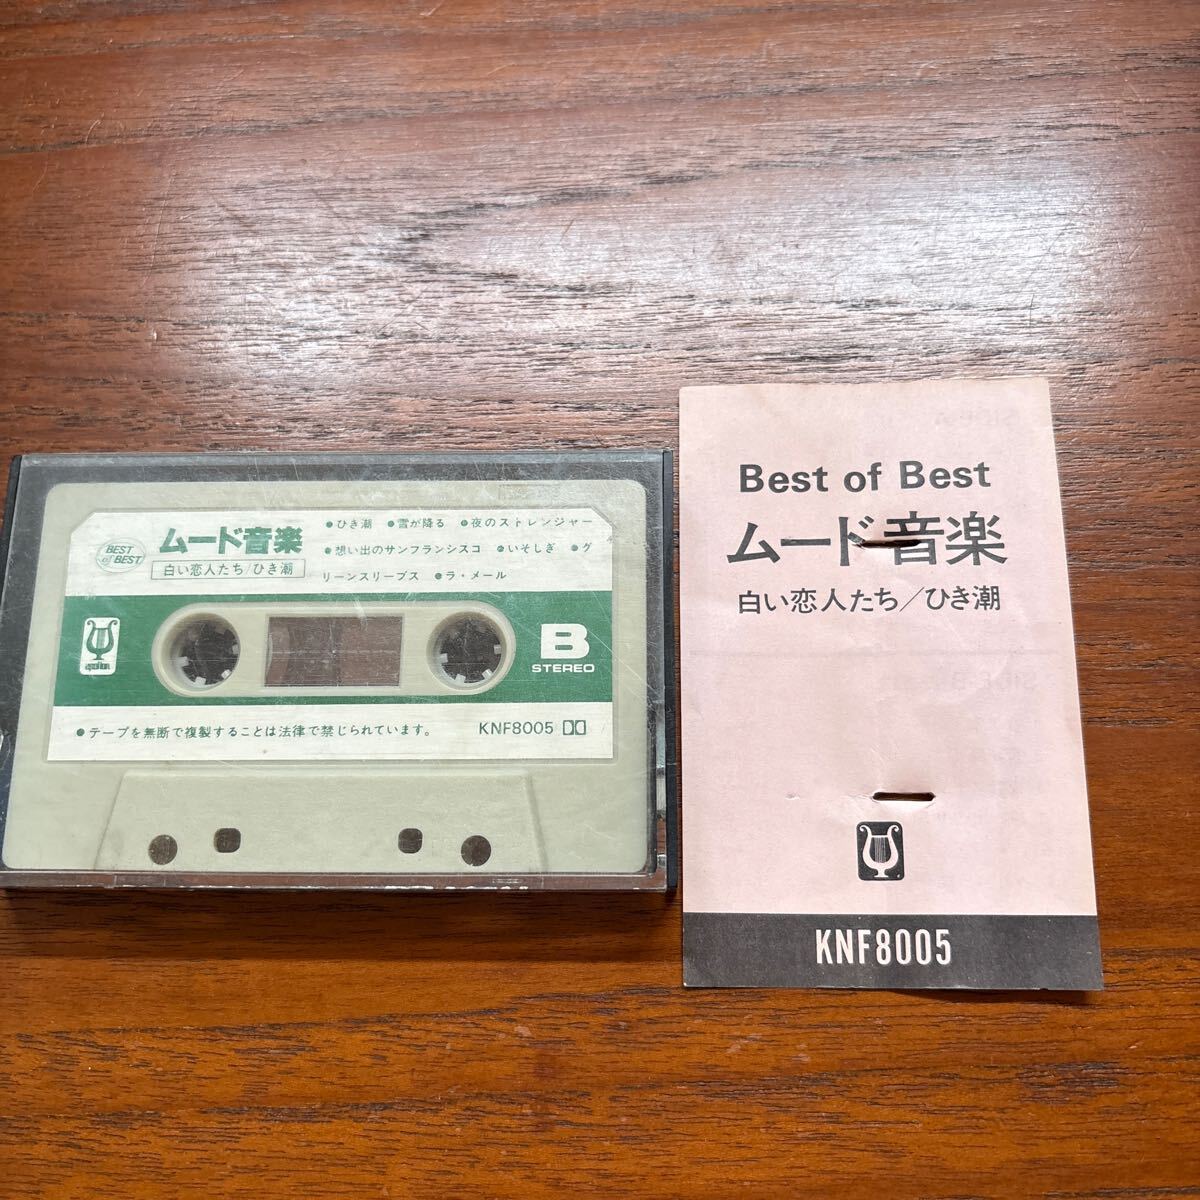 BEST of BEST
ムード音楽
白い恋人たち/ひき潮
●ひき潮 ●雪が降る ●夜のストレンジャー
●想い出のサンフランシスコ ●いそしぎ ●グ
リーンスリーブス ●ラ・メール
apollon
B
STEREO
●テープを無断で複製することは法律で禁じられています。
KNF8005
Best of Best
ムード音楽
白い恋人たち/ひき潮
KNF8005